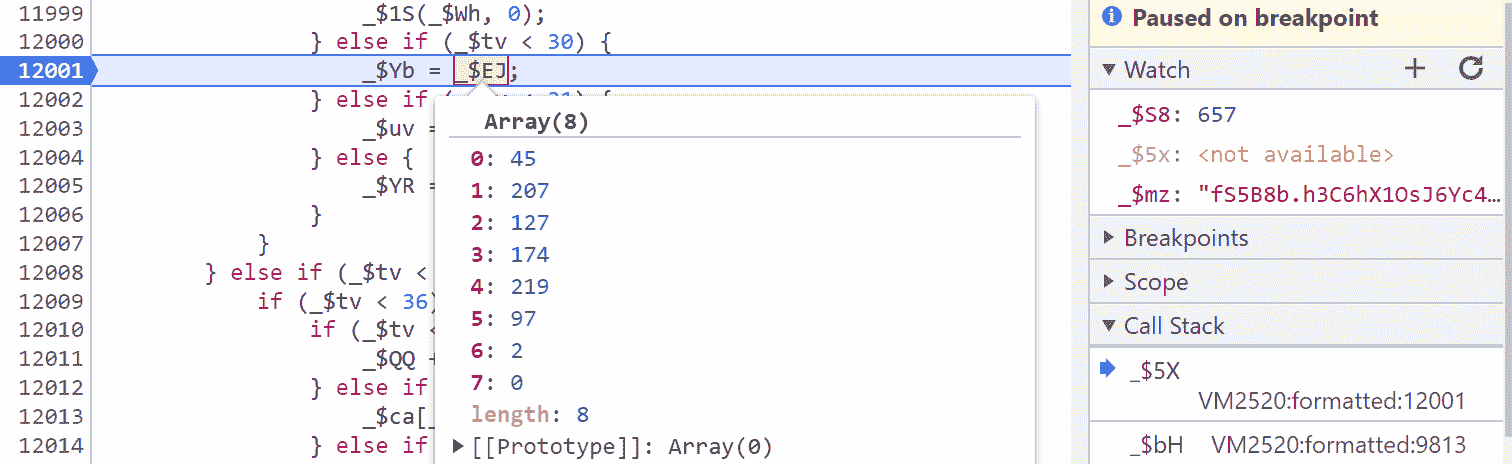 11999 _$1S(_$Wh, 0);
12000 } else if (_$tv < 30) {
12001 _$Yb = _$EJ;
12002 } else if
12003 _$uv =
12004 } else {
12005 _$YR =
12006 }
12007 }
12008 } else if (_$tv <
12009 if (_$tv < 36)
12010 if (_$tv <
12011 _$QQ
12012 } else if
12013 _$ca[_
12014 } else if
Array(8)
0: 45
1: 207
2: 127
3: 174
4: 219
5: 97
6: 2
7: 0
length: 8
[[Prototype]]: Array(0)
Paused on breakpoint
Watch
_$S8: 657
_$5x: <not available>
_$mz: "fS5B8b.h3C6hX1OsJ6Yc4…
Breakpoints
Scope
Call Stack
_$5X
VM2520:formatted:12001
_$bH VM2520:formatted:9813